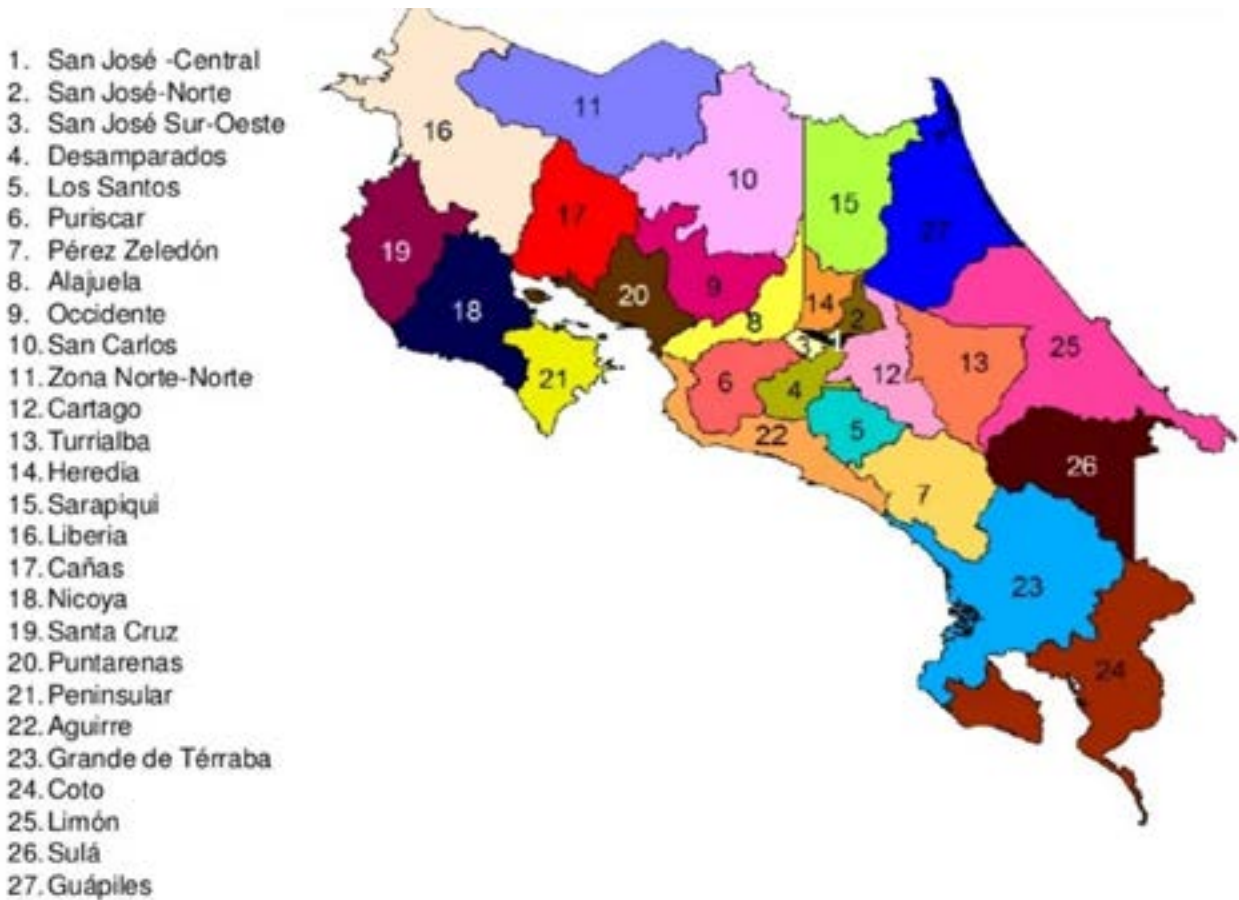 1. San José -Central
2. San José-Norte
3. San José Sur-Oeste
4. Desamparados
5. Los Santos
6. Puriscar
7. Pérez Zeledón
8. Alajuela
9. Occidente
10. San Carlos
11. Zona Norte-Norte
12. Cartago
13. Turrialba
14. Heredia
15. Sarapiqui
16. Liberia
17. Cañas
18. Nicoya
19. Santa Cruz
20. Puntarenas
21. Peninsular
22. Aguirre
23. Grande de Térraba
24. Coto
25. Limón
26. Sulá
27. Guápiles
11
16
10
15
17
19
27
20
9
18
14
8
2
3
1
25
13
12
21
6
4
22
5
26
7
23
24